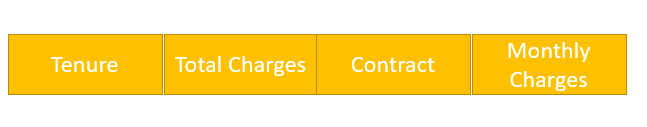 Tenure
Total Charges
Contract
Monthly
Charges